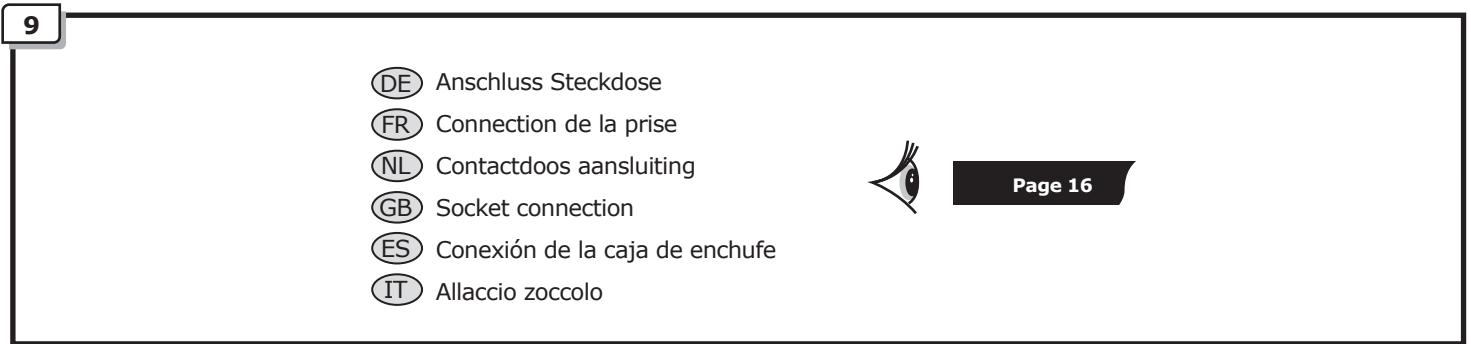 9
DE Anschluss Steckdose
FR Connection de la prise
NL Contactdoos aansluiting
GB Socket connection
ES Conexión de la caja de enchufe
IT Allaccio zoccolo
Page 16